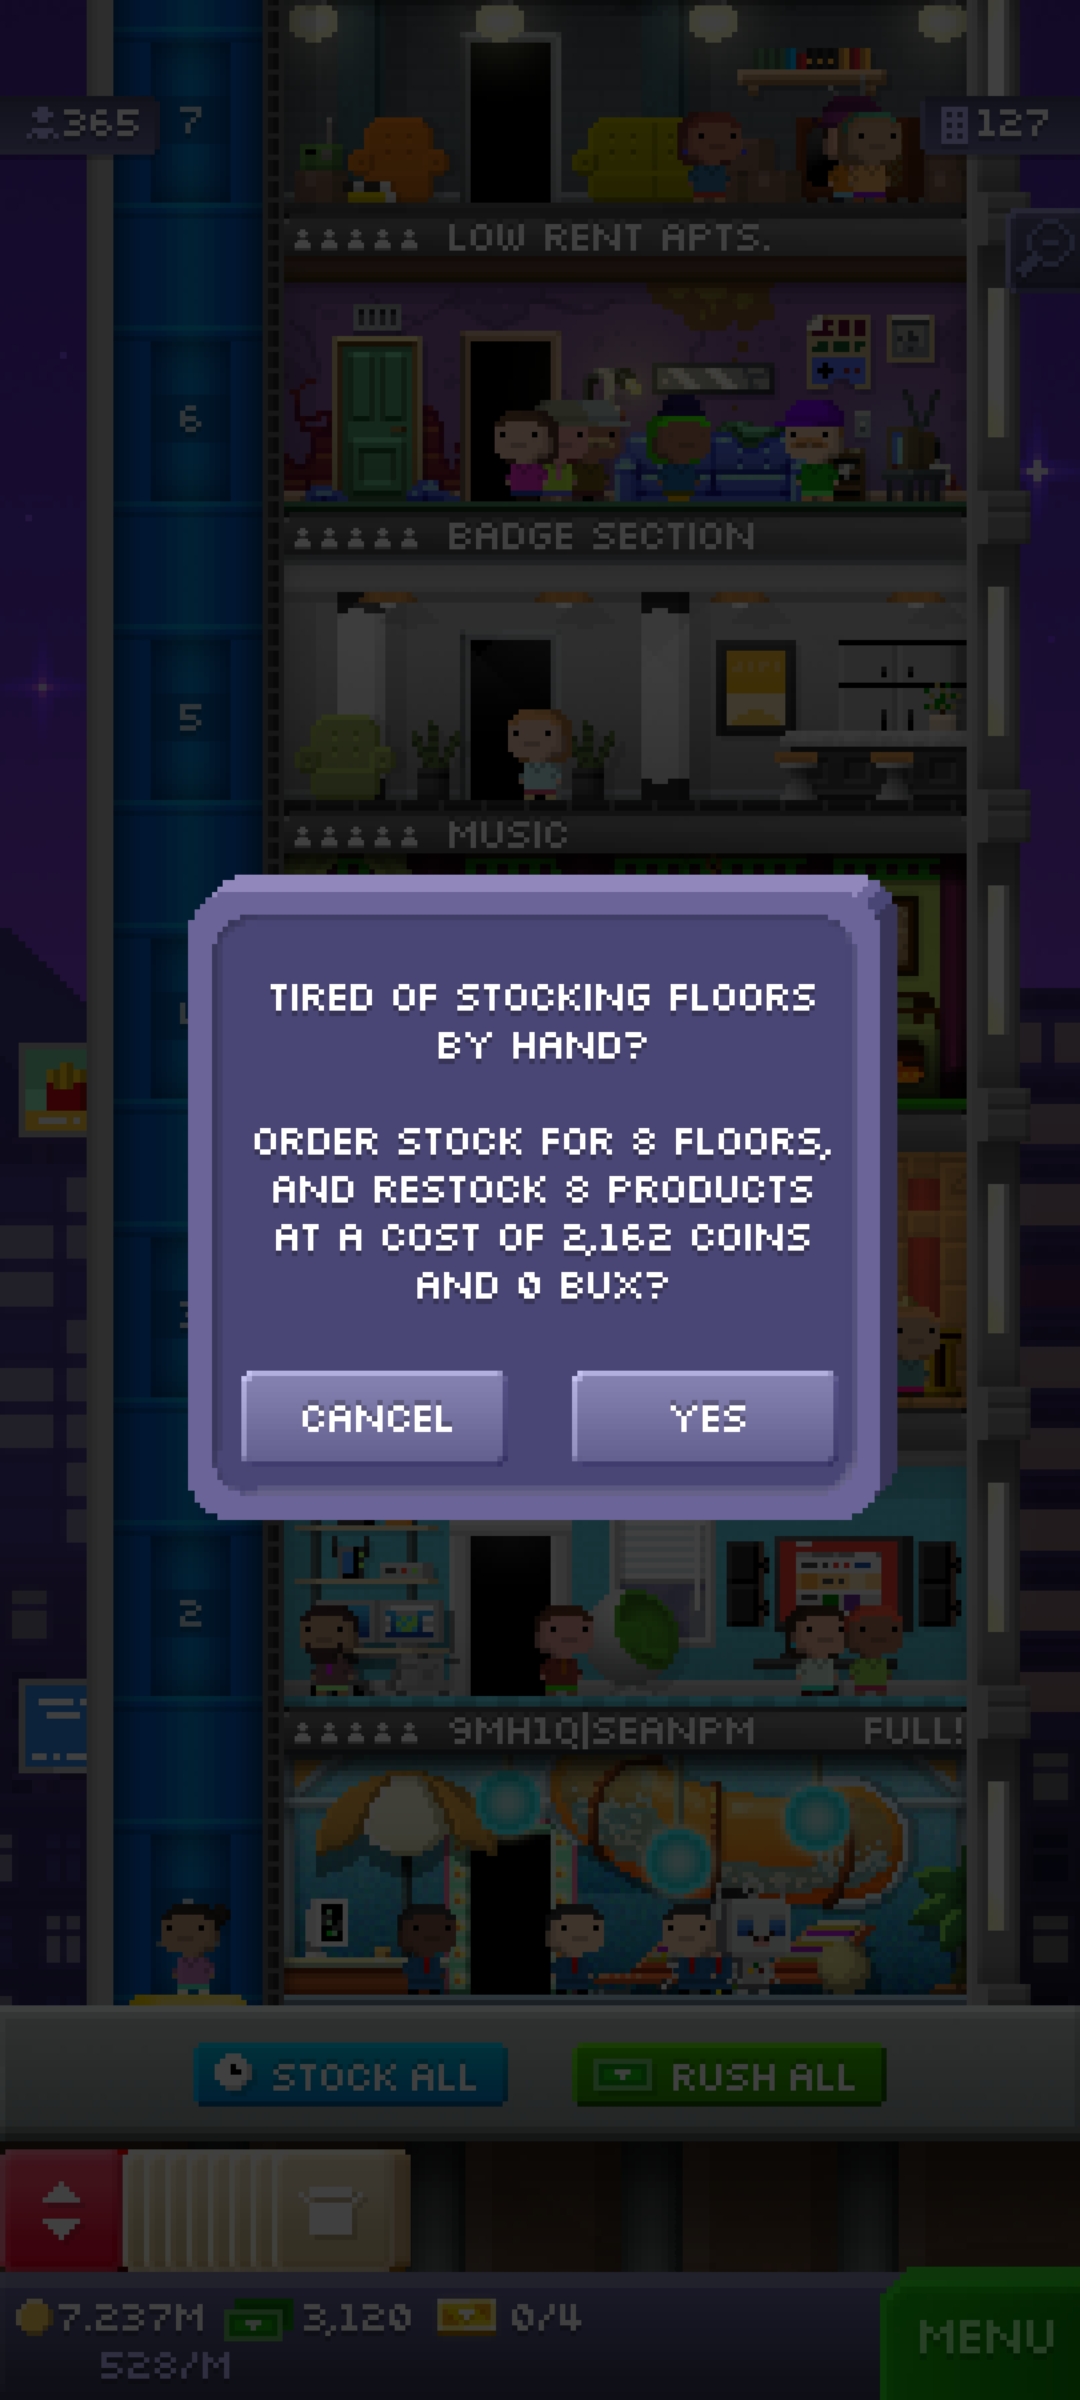 365
7
127
LOW RENT APTS.
6
BADGE SECTION
5
MUSIC
TIRED OF STOCKING FLOORS
BY HAND?
ORDER STOCK FOR 8 FLOORS,
AND RESTOCK 8 PRODUCTS
AT A COST OF 2,162 COINS
AND 0 BUX?
CANCEL
YES
2
9MH1Q|SEANPM
FULL!
STOCK ALL
RUSH ALL
7.237M
3,120
0/4
528/M
MENU